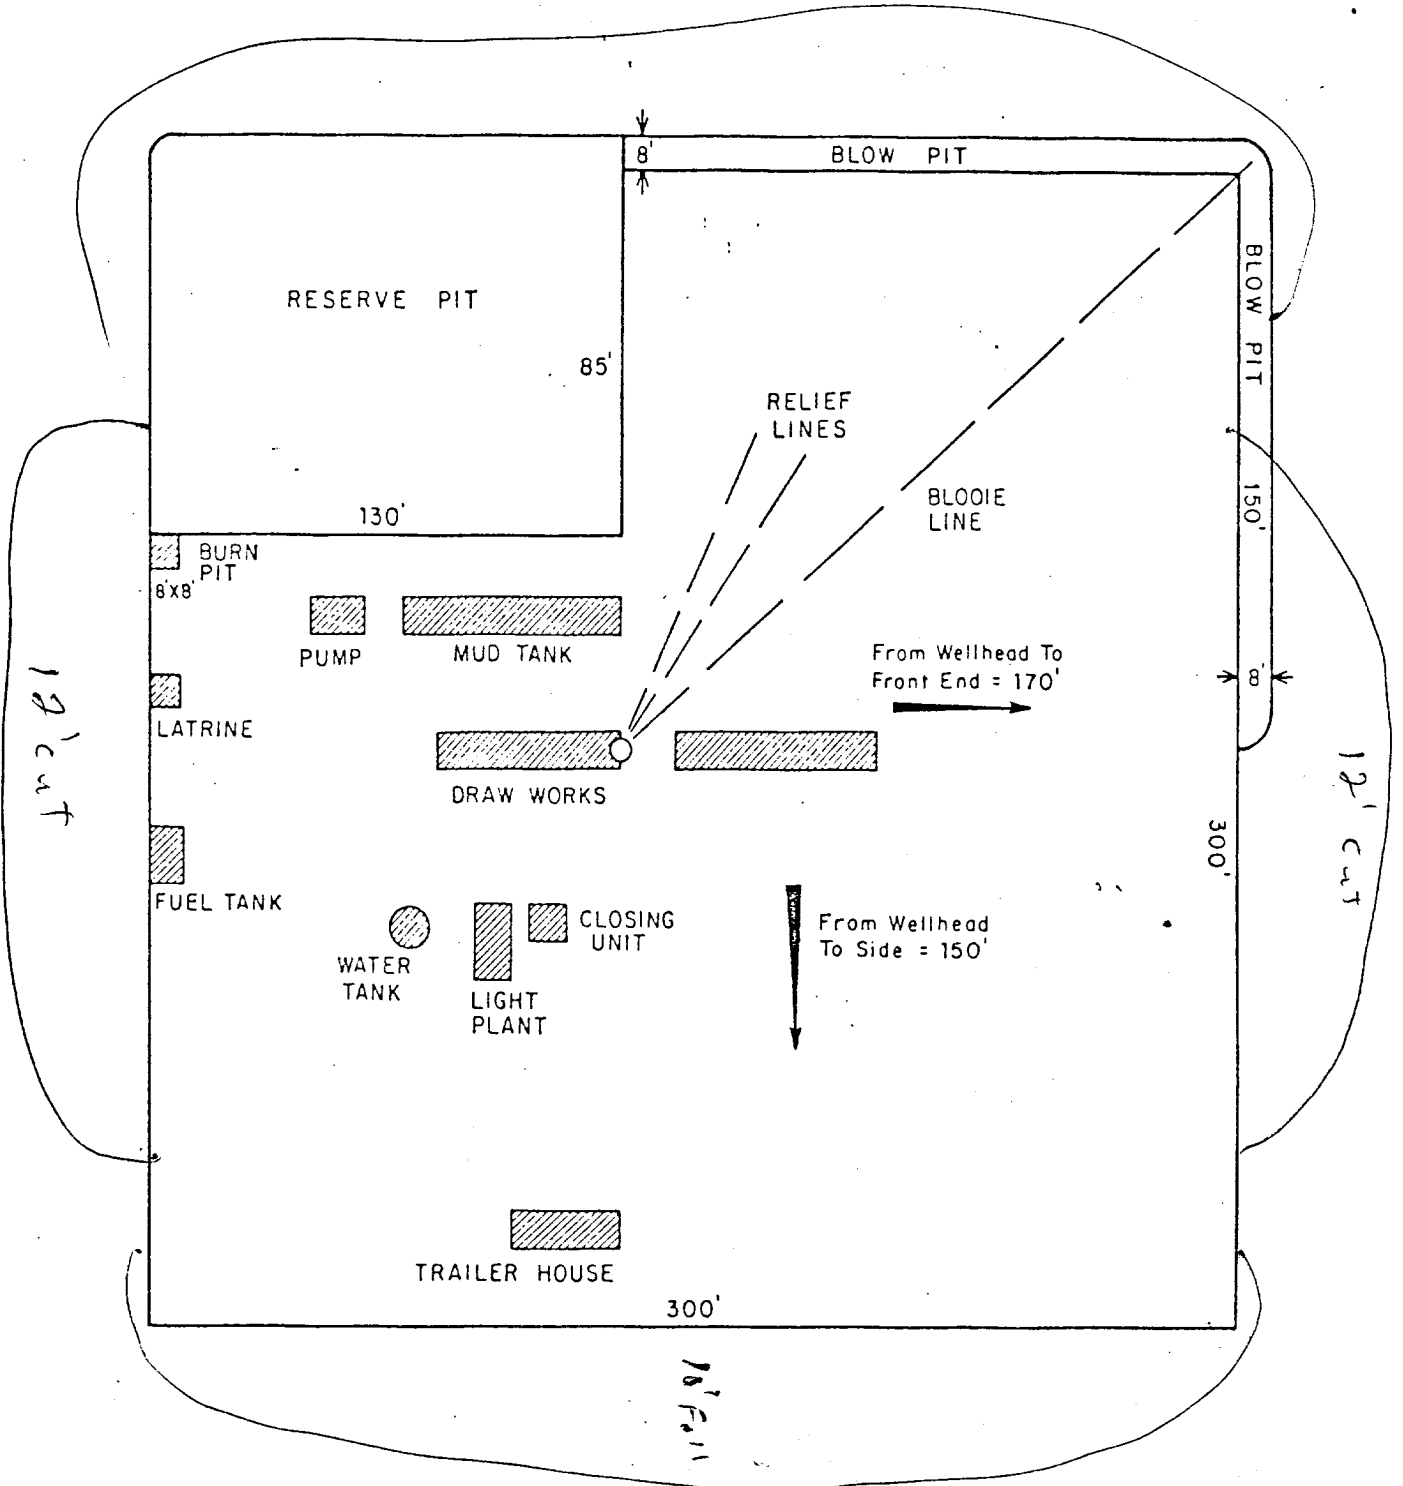 8'
BLOW PIT
BLOW PIT
RESERVE PIT
85'
RELIEF
LINES
BLOOIE
LINE
150'
130'
BURN
PIT
8'X8'
PUMP
MUD TANK
From Wellhead To
Front End = 170'
8'
LATRINE
DRAW WORKS
12' cut
12' cut
300'
FUEL TANK
CLOSING
UNIT
From Wellhead
To Side = 150'
WATER
TANK
LIGHT
PLANT
TRAILER HOUSE
300'
Fill